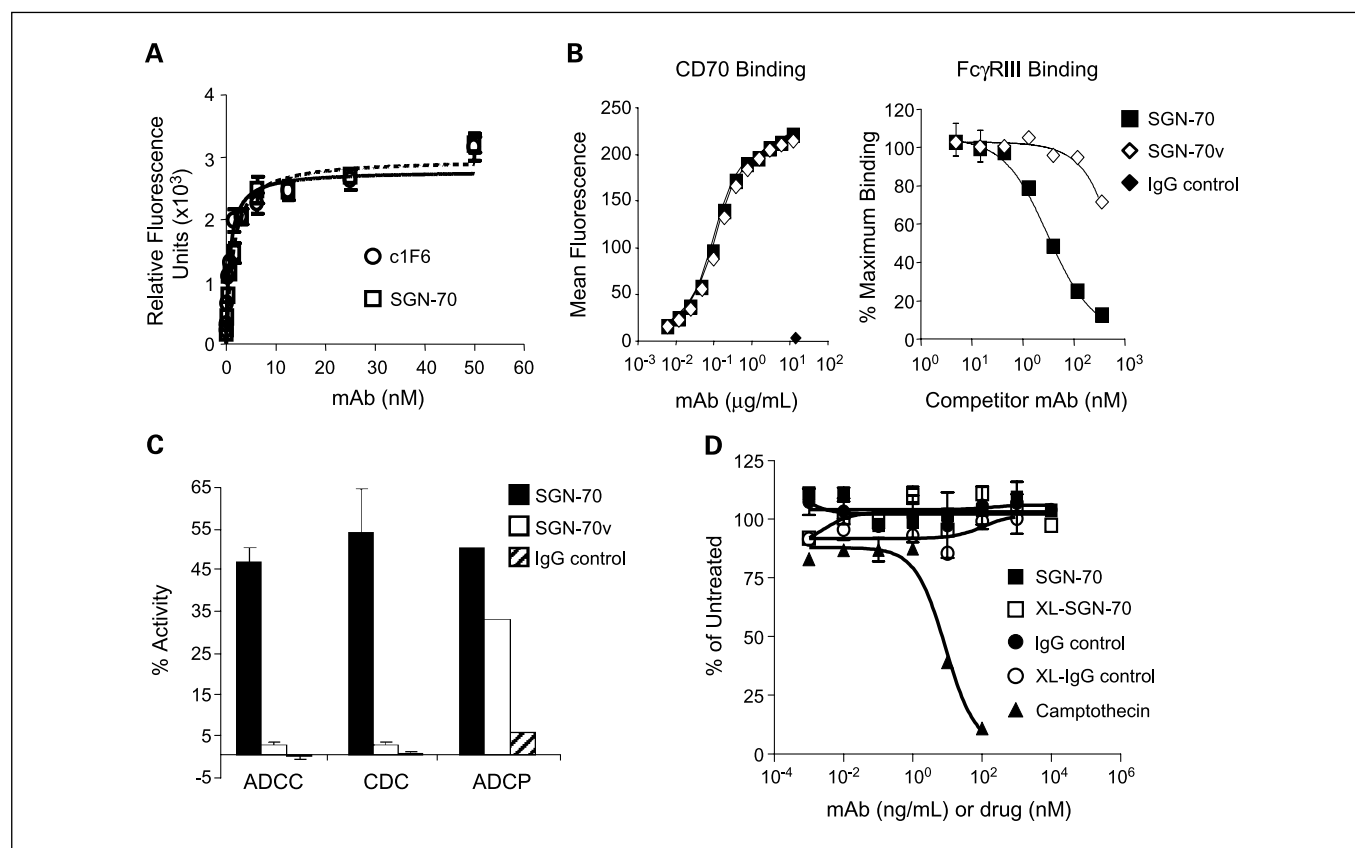 A
4
3
2
1
0
Relative Fluorescence
Units (x10³)
c1F6
SGN-70
0 10 20 30 40 50 60
mAb (nM)
B
CD70 Binding
250
200
150
100
50
0
Mean Fluorescence
10⁻³ 10⁻² 10⁻¹ 10⁰ 10¹ 10²
mAb (μg/mL)
FcγRIII Binding
120
100
80
60
40
20
0
% Maximum Binding
10⁰ 10¹ 10⁰ 10² 10³
Competitor mAb (nM)
SGN-70
SGN-70v
IgG control
C
65
55
45
35
25
15
5
-5
% Activity
ADCC CDC ADCP
SGN-70
SGN-70v
IgG control
D
125
100
75
50
25
0
% of Untreated
SGN-70
XL-SGN-70
IgG control
XL-IgG control
Camptothecin
10⁻⁴ 10⁻² 10⁰ 10² 10⁴ 10⁶
mAb (ng/mL) or drug (nM)